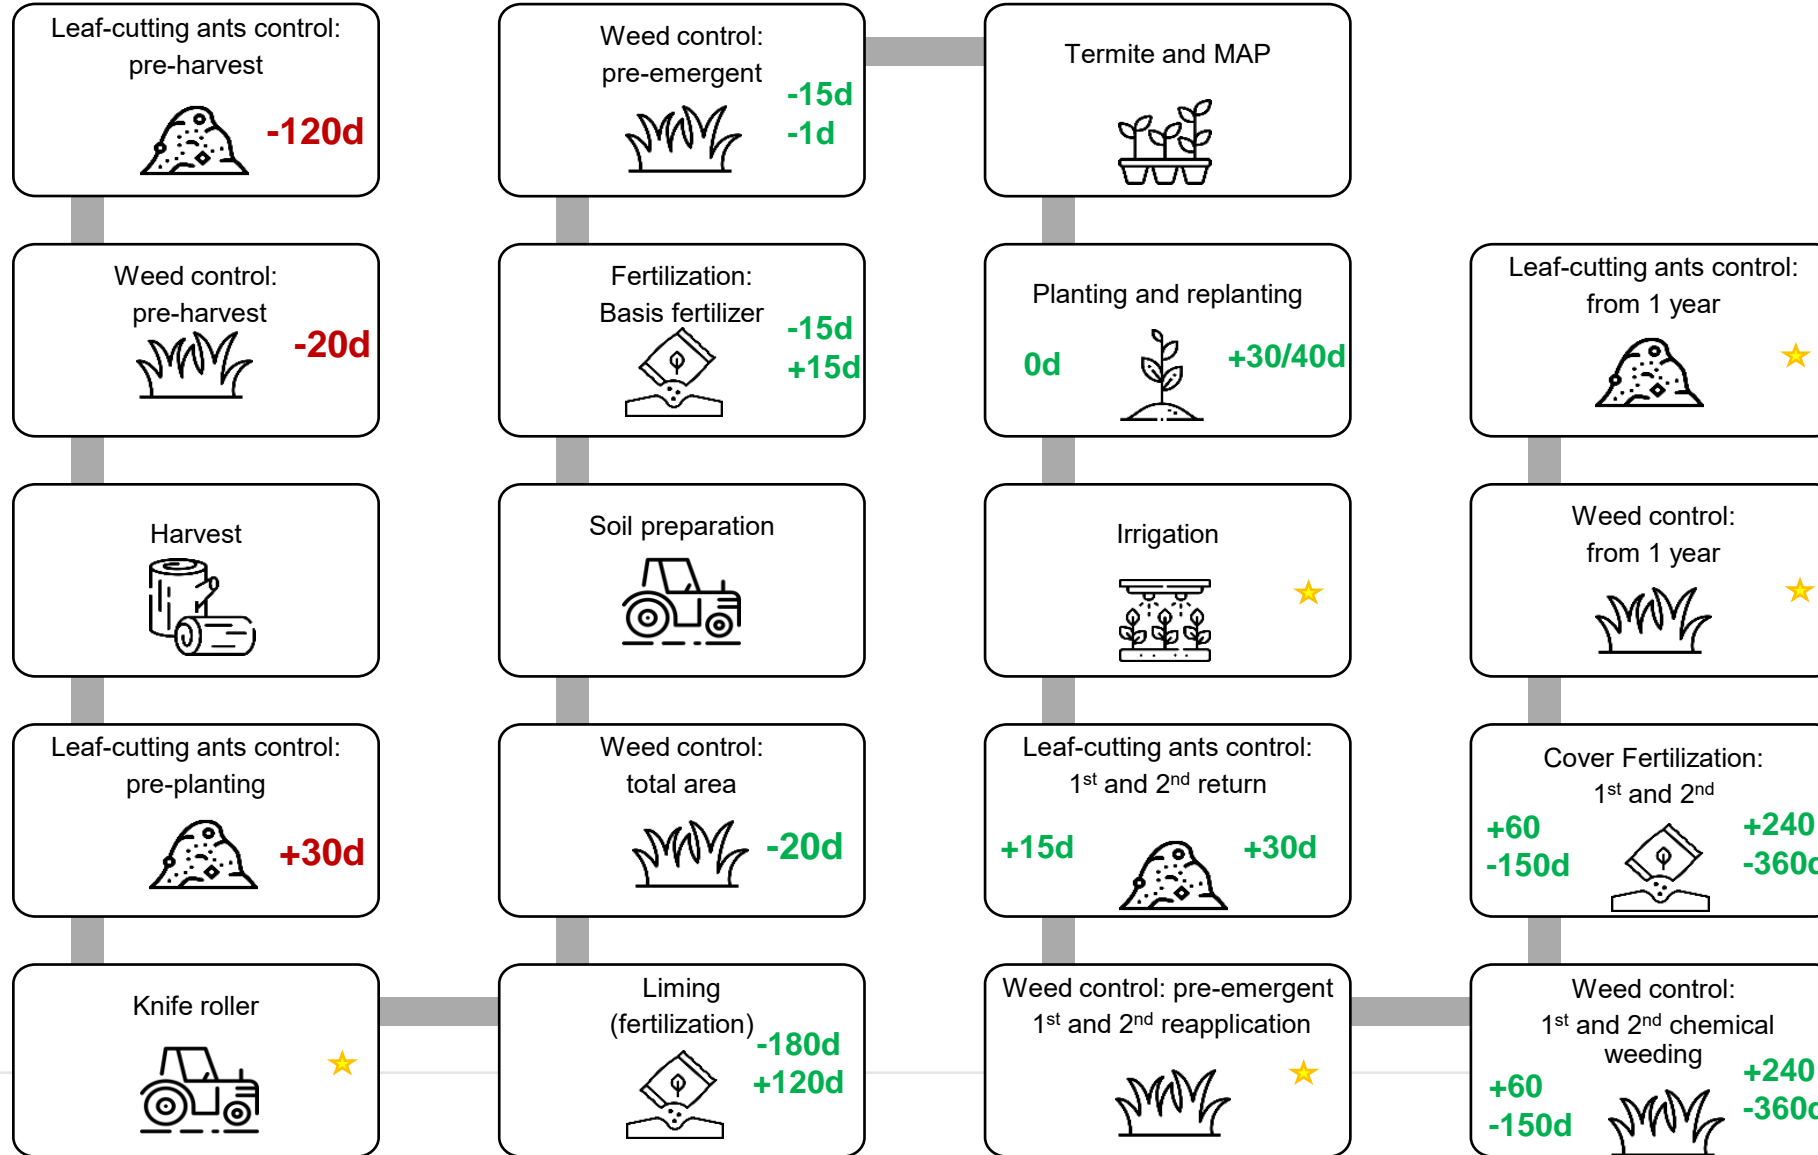 Leaf-cutting ants control:
pre-harvest
-120d
Weed control:
pre-harvest
-20d
Harvest
Leaf-cutting ants control:
pre-planting
+30d
Knife roller
Weed control:
pre-emergent
-15d
-1d
Fertilization:
Basis fertilizer
-15d
+15d
Soil preparation
Weed control:
total area
-20d
Liming
(fertilization)
-180d
+120d
Termite and MAP
Planting and replanting
0d
+30/40d
Irrigation
Leaf-cutting ants control:
1st and 2nd return
+15d
+30d
Weed control: pre-emergent
1st and 2nd reapplication
Leaf-cutting ants control:
from 1 year
Weed control:
from 1 year
Cover Fertilization:
1st and 2nd
+60
-150d
+240
-360d
Weed control:
1st and 2nd chemical
weeding
+60
-150d
+240
-360d